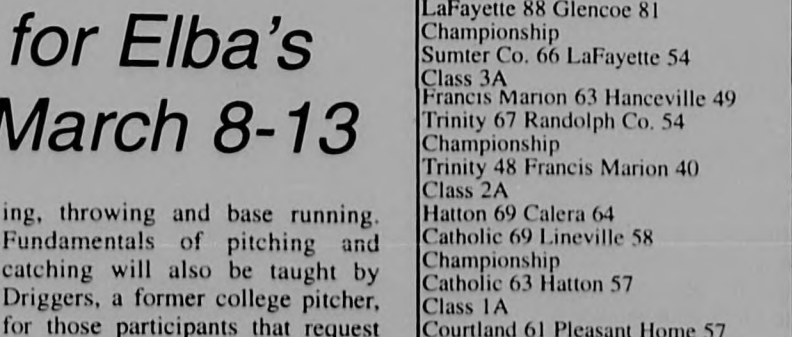 for Elba's
March 8-13
ing, throwing and base running.
Fundamentals of pitching and
catching will also be taught by
Driggers, a former college pitcher,
for those participants that request
LaFayette 88 Glencoe 81
Championship
Sumter Co. 66 LaFayette 54
Class 3A
Francis Marion 63 Hanceville 49
Trinity 67 Randolph Co. 54
Championship
Trinity 48 Francis Marion 40
Class 2A
Hatton 69 Calera 64
Catholic 69 Lineville 58
Championship
Catholic 63 Hatton 57
Class 1A
Courtland 61 Pleasant Home 57